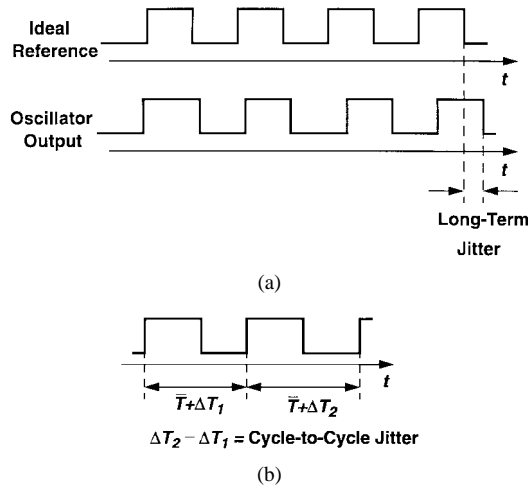 Ideal
Reference
t
Oscillator
Output
t
Long-Term
Jitter
(a)
t
T̄+ΔT₁ T̄+ΔT₂
ΔT₂ − ΔT₁ = Cycle-to-Cycle Jitter
(b)